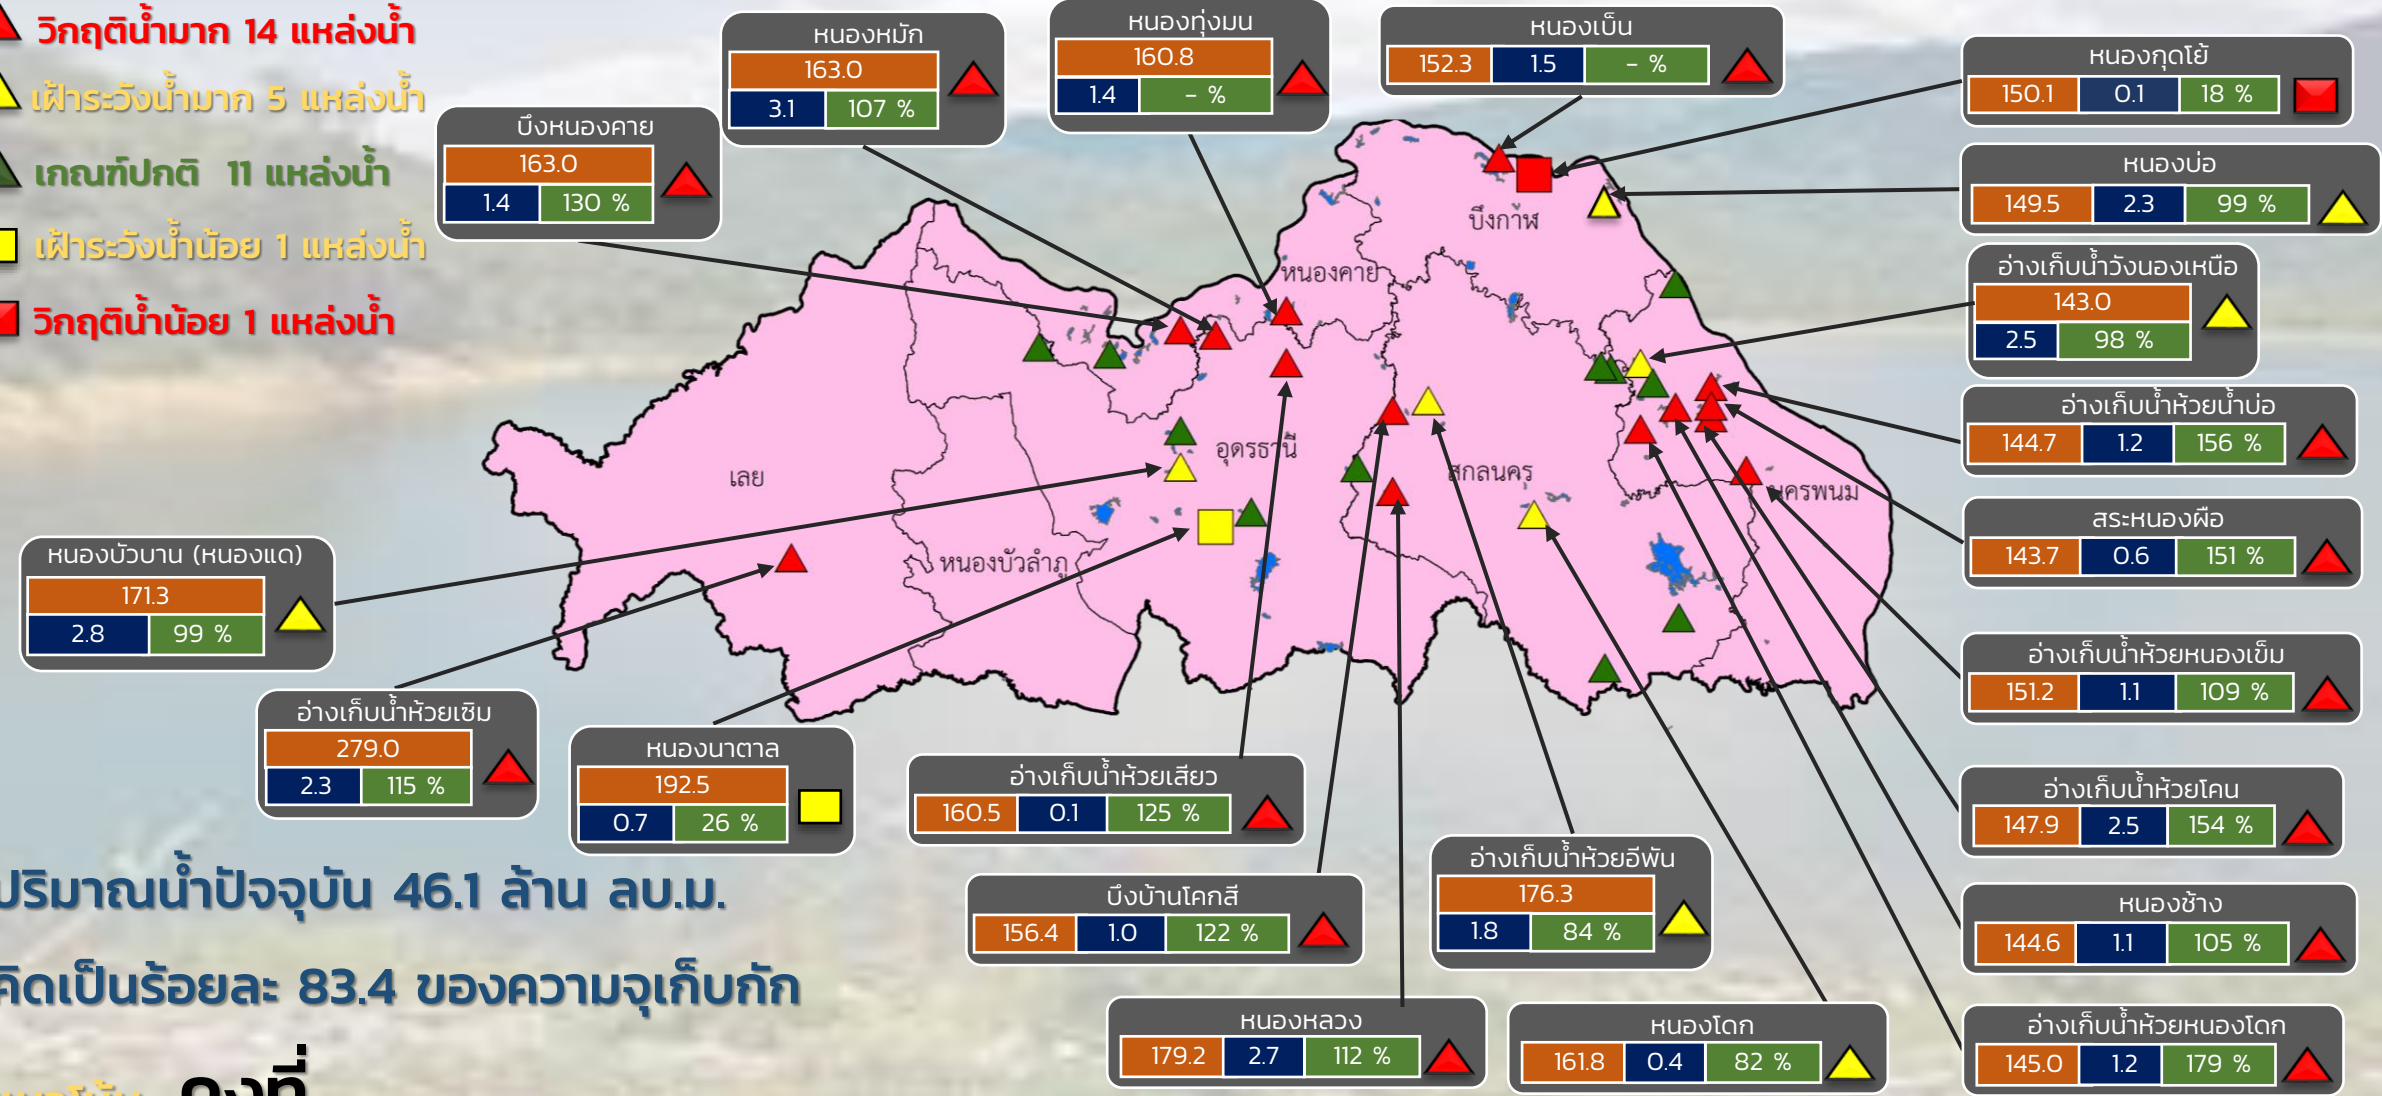 วิกฤติน้ำมาก 14 แหล่งน้ำ
เฝ้าระวังน้ำมาก 5 แหล่งน้ำ
เกณฑ์ปกติ 11 แหล่งน้ำ
เฝ้าระวังน้ำน้อย 1 แหล่งน้ำ
วิกฤติน้ำน้อย 1 แหล่งน้ำ
บึงหนองคาย
163.0
1.4 130 %
หนองหมัก
163.0
3.1 107 %
หนองทุ่งมน
160.8
1.4 - %
หนองเบ็น
152.3 1.5 - %
หนองกุดโย้
150.1 0.1 18 %
หนองบ่อ
149.5 2.3 99 %
อ่างเก็บน้ำวังนองเหนือ
143.0
2.5 98 %
อ่างเก็บน้ำห้วยน้ำบ่อ
144.7 1.2 156 %
สระหนองผือ
143.7 0.6 151 %
อ่างเก็บน้ำห้วยหนองเข็ม
151.2 1.1 109 %
อ่างเก็บน้ำห้วยโคน
147.9 2.5 154 %
หนองช้าง
144.6 1.1 105 %
อ่างเก็บน้ำห้วยหนองโดก
145.0 1.2 179 %
บึงกาฬ
หนองคาย
อุดรธานี
เลย
สกลนคร
นครพนม
หนองบัวลำภู
หนองบัวบาน (หนองแด)
171.3
2.8 99 %
อ่างเก็บน้ำห้วยเซิม
279.0
2.3 115 %
หนองนาตาล
192.5
0.7 26 %
อ่างเก็บน้ำห้วยเสียว
160.5 0.1 125 %
บึงบ้านโคกสี
156.4 1.0 122 %
อ่างเก็บน้ำห้วยอีพัน
176.3
1.8 84 %
หนองหลวง
179.2 2.7 112 %
หนองโดก
161.8 0.4 82 %
ปริมาณน้ำปัจจุบัน 46.1 ล้าน ลบ.ม.
คิดเป็นร้อยละ 83.4 ของความจุเก็บกัก
คงที่